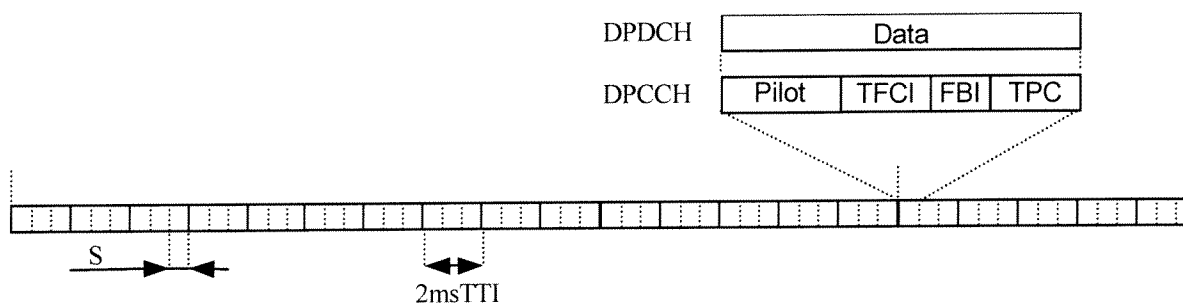 DPDCH Data
DPCCH Pilot TFCI FBI TPC
S
2msTTI